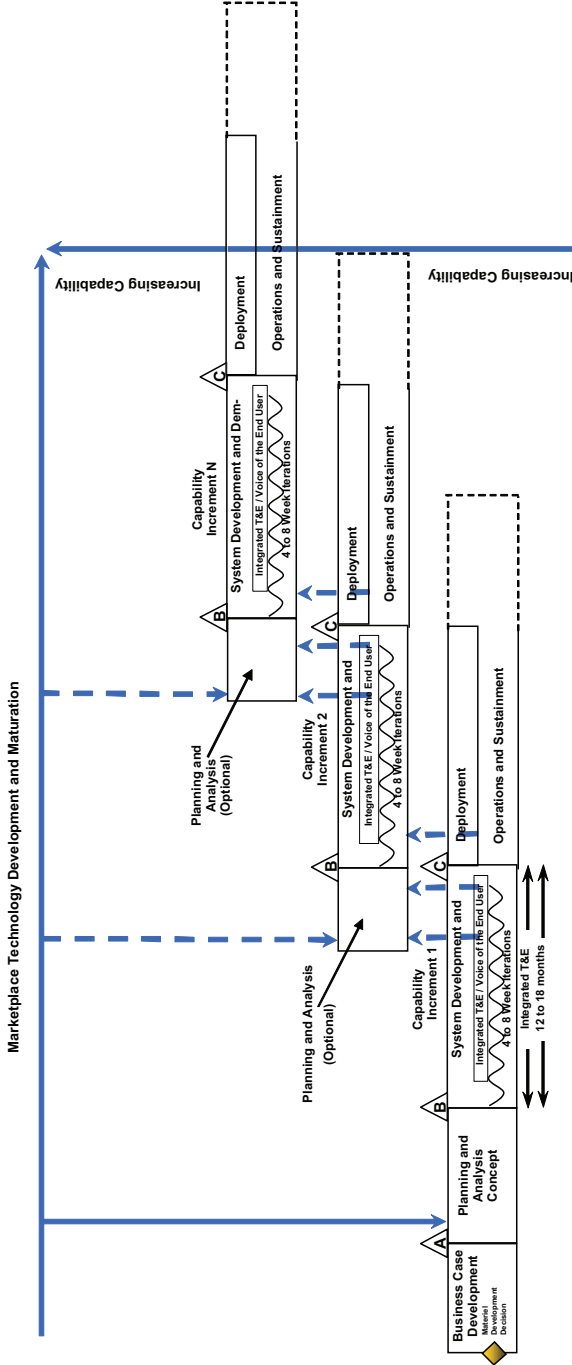 Marketplace Technology Development and Maturation
Increasing Capability
Capability
Increment N
B
C
System Development and Dem-
Integrated T&E / Voice of the End User
4 to 8 Week Iterations
Deployment
Operations and Sustainment
Planning and
Analysis
(Optional)
Increasing Capability
Capability
Increment 2
B
C
System Development and
Integrated T&E / Voice of the End User
4 to 8 Week Iterations
Deployment
Operations and Sustainment
Planning and Analysis
(Optional)
Capability
Increment 1
A
B
C
Business Case
Development
Materiel
Development
Decision
Planning and
Analysis
Concept
System Development and
Integrated T&E / Voice of the End User
4 to 8 Week Iterations
Deployment
Operations and Sustainment
Integrated T&E
12 to 18 months